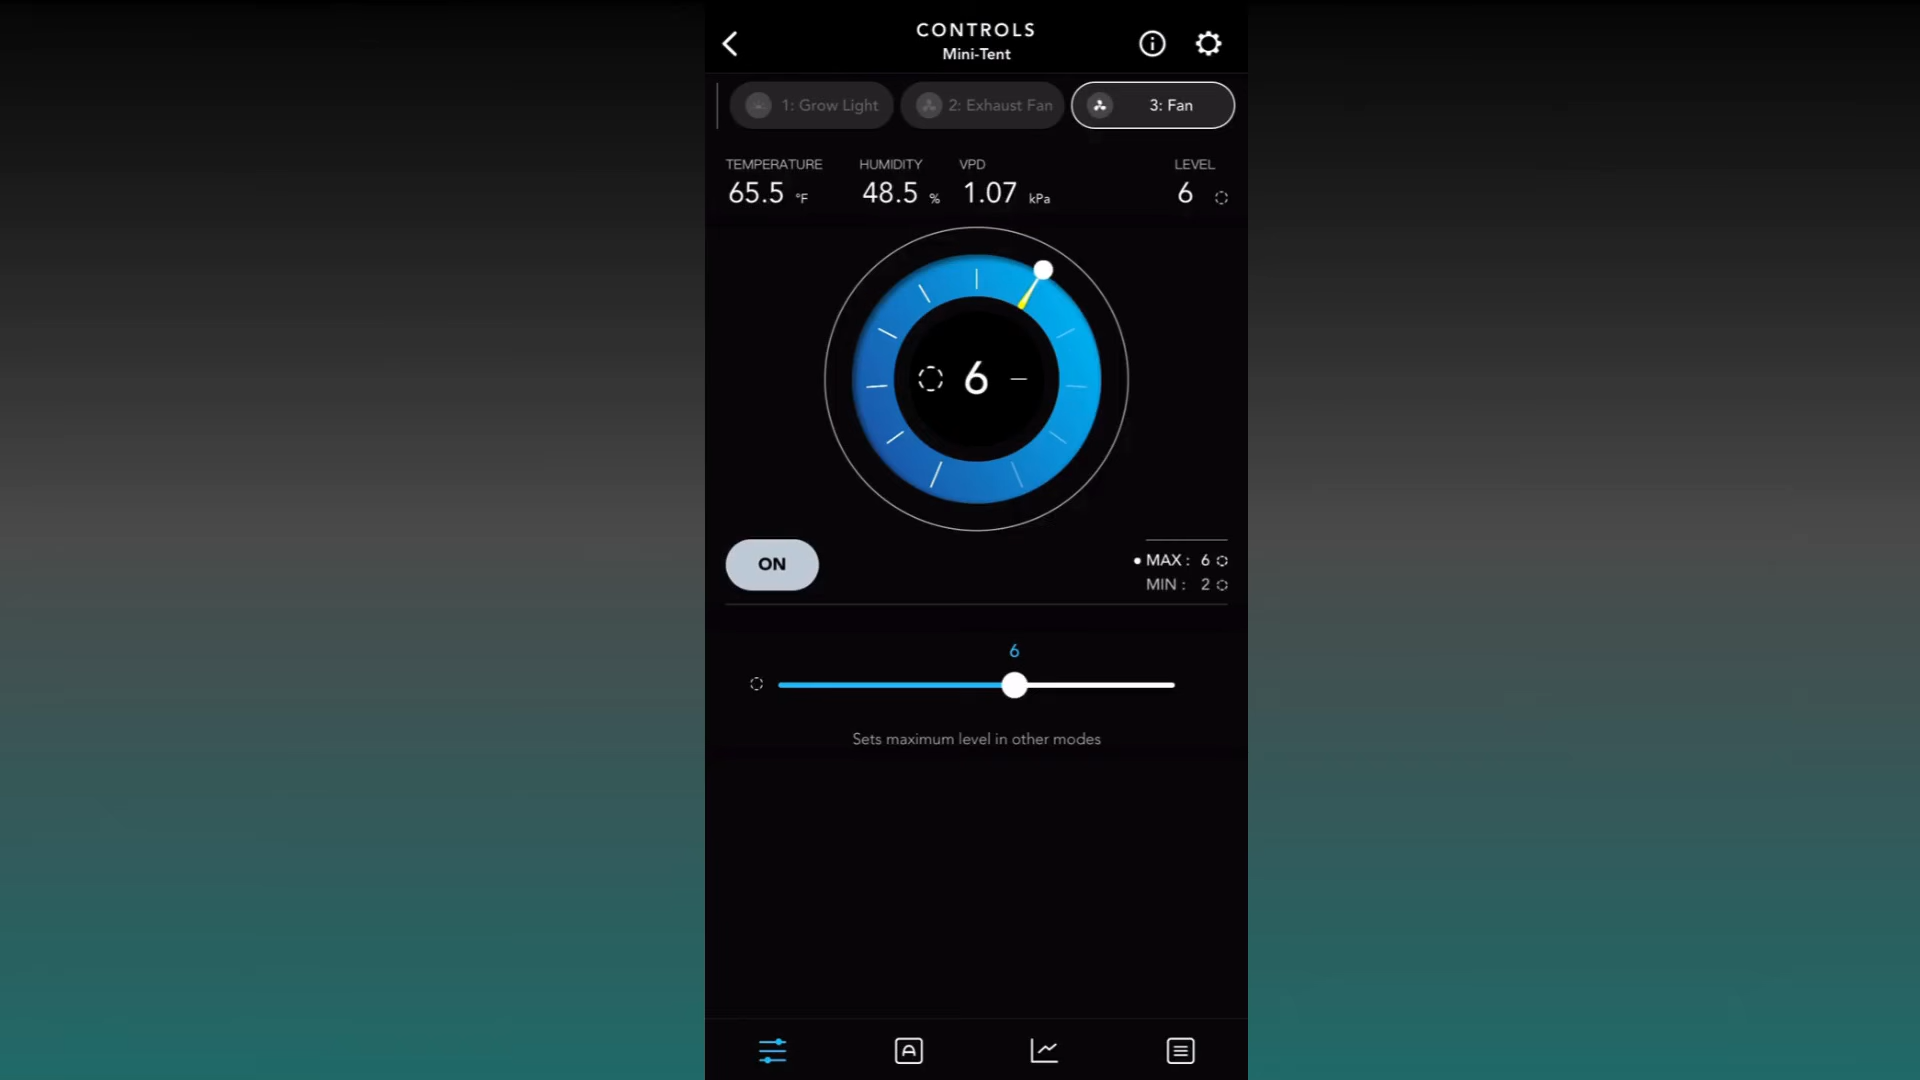 CONTROLS
Mini-Tent
1: Grow Light 2: Exhaust Fan 3: Fan
TEMPERATURE HUMIDITY VPD LEVEL
65.5 °F 48.5 % 1.07 kPa 6
6
ON
MAX : 6
MIN : 2
6
Sets maximum level in other modes